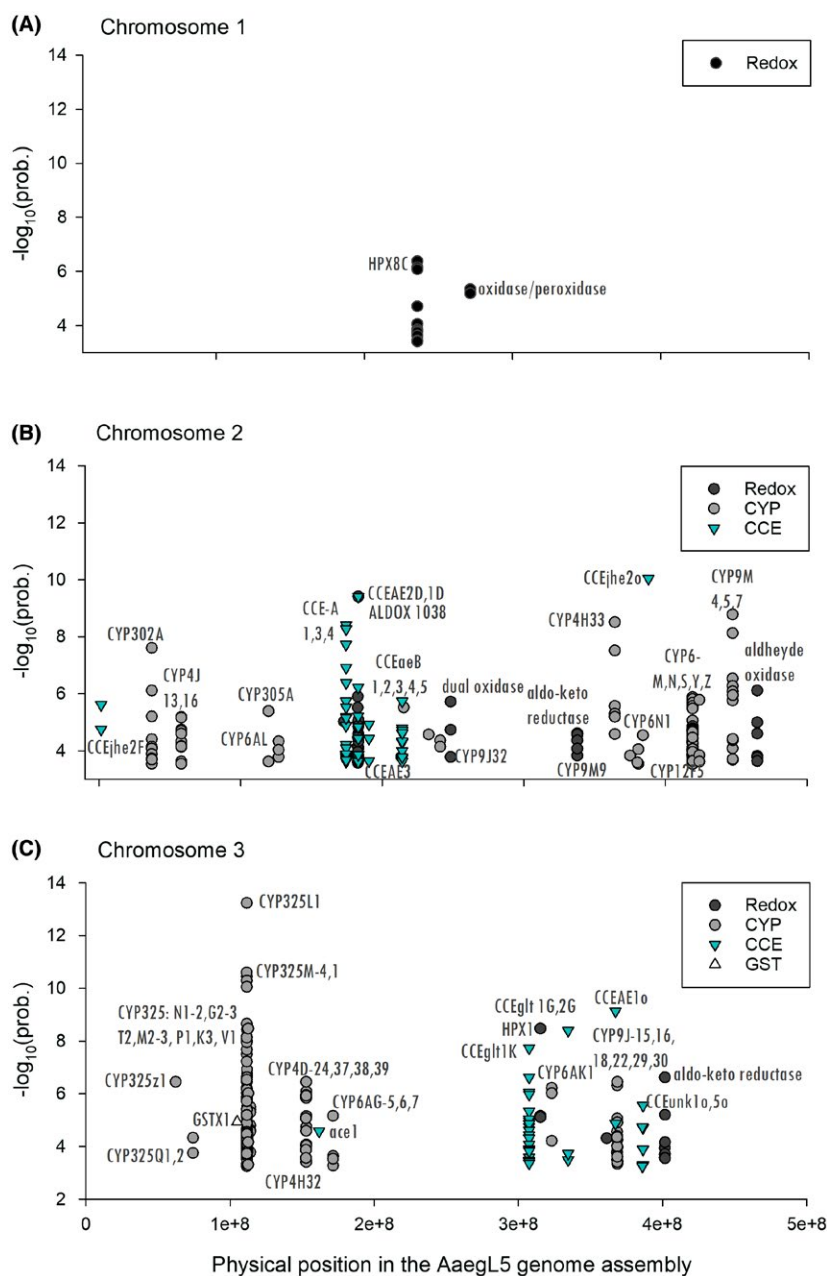 (A) Chromosome 1
14
12
10
8
6
4
-log10(prob.)
Redox
HPX8C
oxidase/peroxidase
(B) Chromosome 2
14
12
10
8
6
4
-log10(prob.)
Redox
CYP
CCE
CYP302A
CYP4J
13,16
CCEjhe2F
CYP305A
CYP6AL
CCE-A
1,3,4
CCEAE2D,1D
ALDOX 1038
CCEaeB
1,2,3,4,5
CCEAE3
dual oxidase
CYP9J32
aldo-keto
reductase
CYP9M9
CCEjhe2o
CYP4H33
CYP6N1
CYP12F5
CYP6-
M,N,S,Y,Z
CYP9M
4,5,7
aldheyde
oxidase
(C) Chromosome 3
14
12
10
8
6
4
2
-log10(prob.)
Redox
CYP
CCE
GST
CYP325L1
CYP325M-4,1
CYP325: N1-2,G2-3
T2,M2-3, P1,K3, V1
CYP325z1
GSTX1
CYP325Q1,2
CYP4D-24,37,38,39
CYP6AG-5,6,7
ace1
CYP4H32
CCEglt 1G,2G
HPX1
CCEglt1K
CYP6AK1
CCEAE1o
CYP9J-15,16,
18,22,29,30
aldo-keto reductase
CCEunk1o,5o
0 1e+8 2e+8 3e+8 4e+8 5e+8
Physical position in the AaegL5 genome assembly